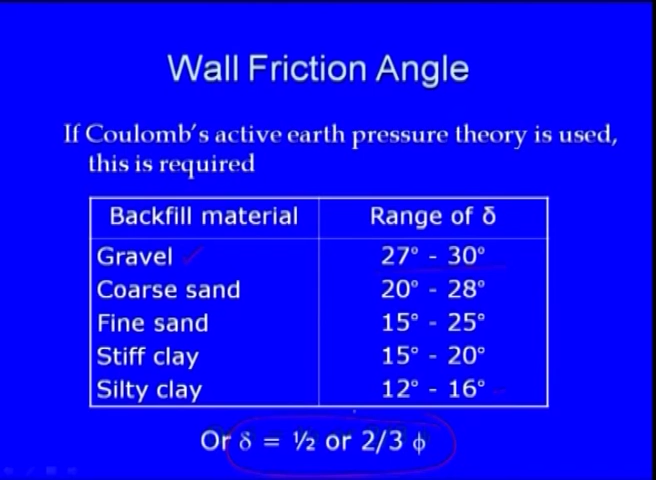 Wall Friction Angle
If Coulomb's active earth pressure theory is used,
this is required
Backfill material Range of δ
Gravel 27° - 30°
Coarse sand 20° - 28°
Fine sand 15° - 25°
Stiff clay 15° - 20°
Silty clay 12° - 16°
Or δ = ½ or 2/3 ϕ